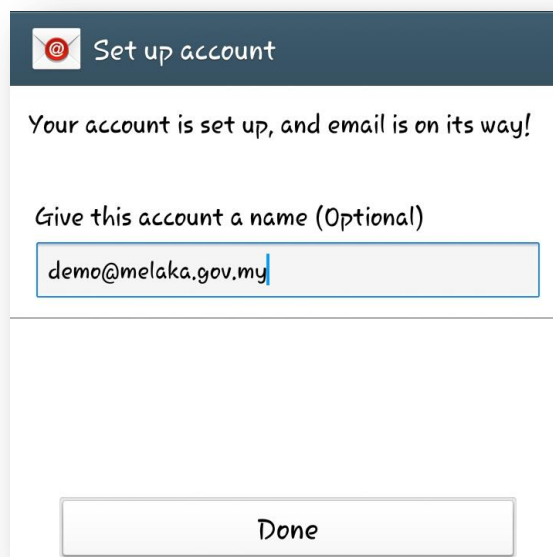 Set up account
Your account is set up, and email is on its way!
Give this account a name (Optional)
demo@melaka.gov.my
Done